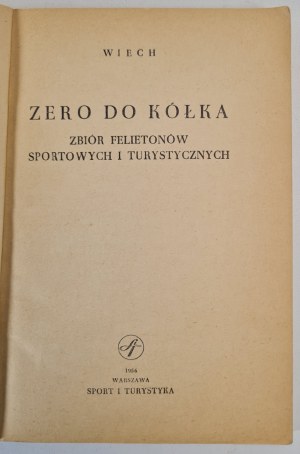 WIECH
ZERO DO KÓŁKA
ZBIÓR FELIETONÓW
SPORTOWYCH I TURYSTYCZNYCH
1956
WARSZAWA
SPORT I TURYSTYKA